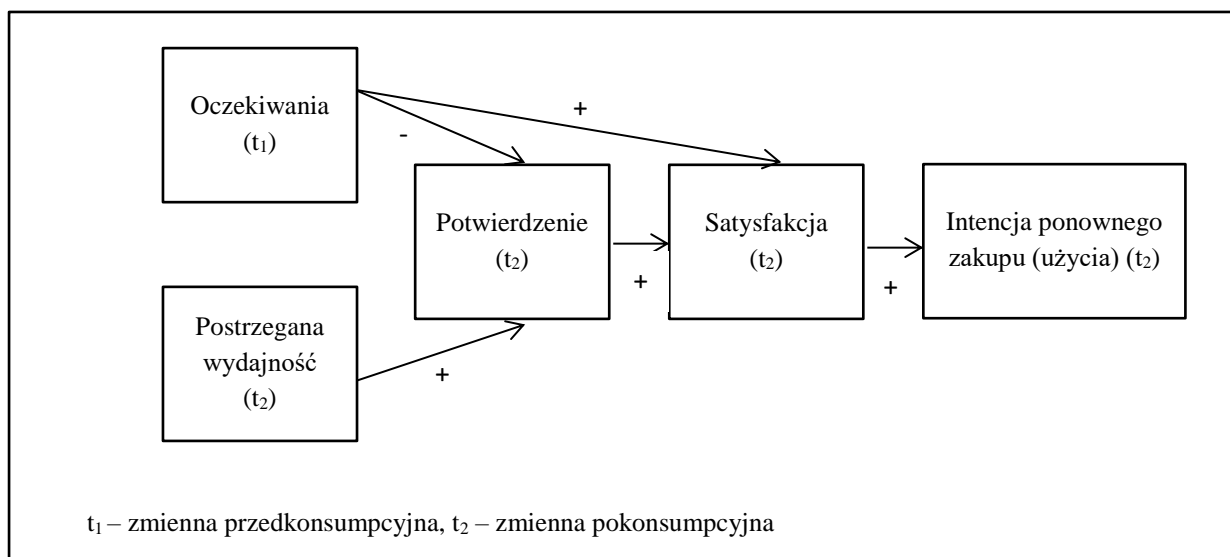 Oczekiwania
(t₁)
+
-
Potwierdzenie
(t₂)
Satysfakcja
(t₂)
Intencja ponownego
zakupu (użycia) (t₂)
+
+
Postrzegana
wydajność
(t₂)
+
t₁ – zmienna przedkonsumpcyjna, t₂ – zmienna pokonsumpcyjna